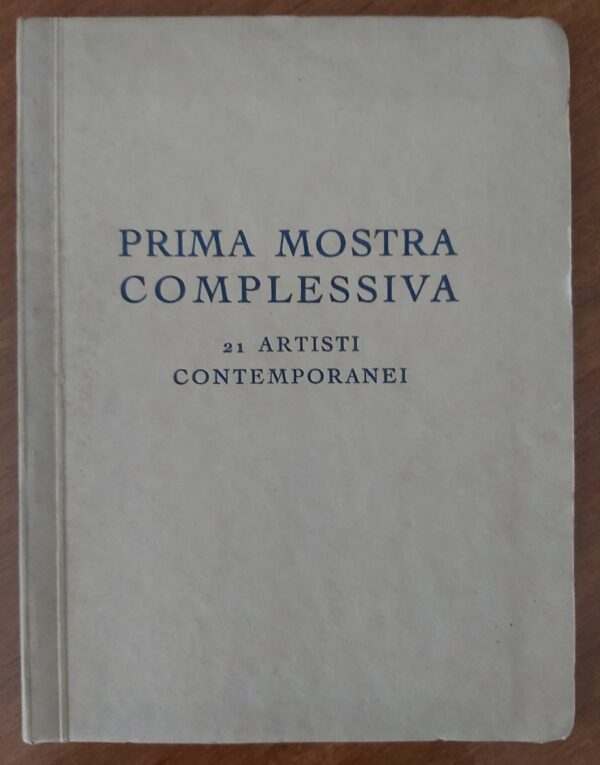 PRIMA MOSTRA
COMPLESSIVA
21 ARTISTI
CONTEMPORANEI